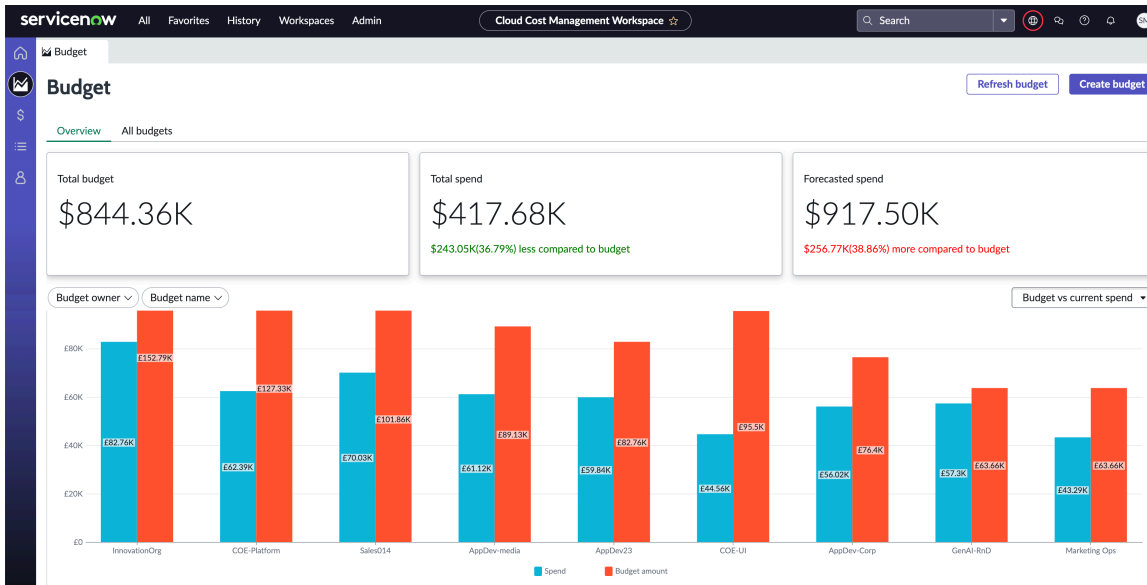 servicenow All Favorites History Workspaces Admin Cloud Cost Management Workspace Search
Budget
Budget
Refresh budget Create budget
Overview All budgets
Total budget Total spend Forecasted spend
$844.36K $417.68K $917.50K
$243.05K(36.79%) less compared to budget $256.77K(38.86%) more compared to budget
Budget owner Budget name Budget vs current spend
£80K
£60K
£40K
£20K
£0
£82.76K £152.79K
£62.39K £127.33K
£70.03K £101.86K
£61.12K £89.13K
£59.84K £82.76K
£44.56K £95.5K
£56.02K £76.4K
£57.3K £63.66K
£43.29K £63.66K
InnovationOrg COE-Platform Sales014 AppDev-media AppDev23 COE-UI AppDev-Corp GenAI-RnD Marketing Ops
Spend Budget amount